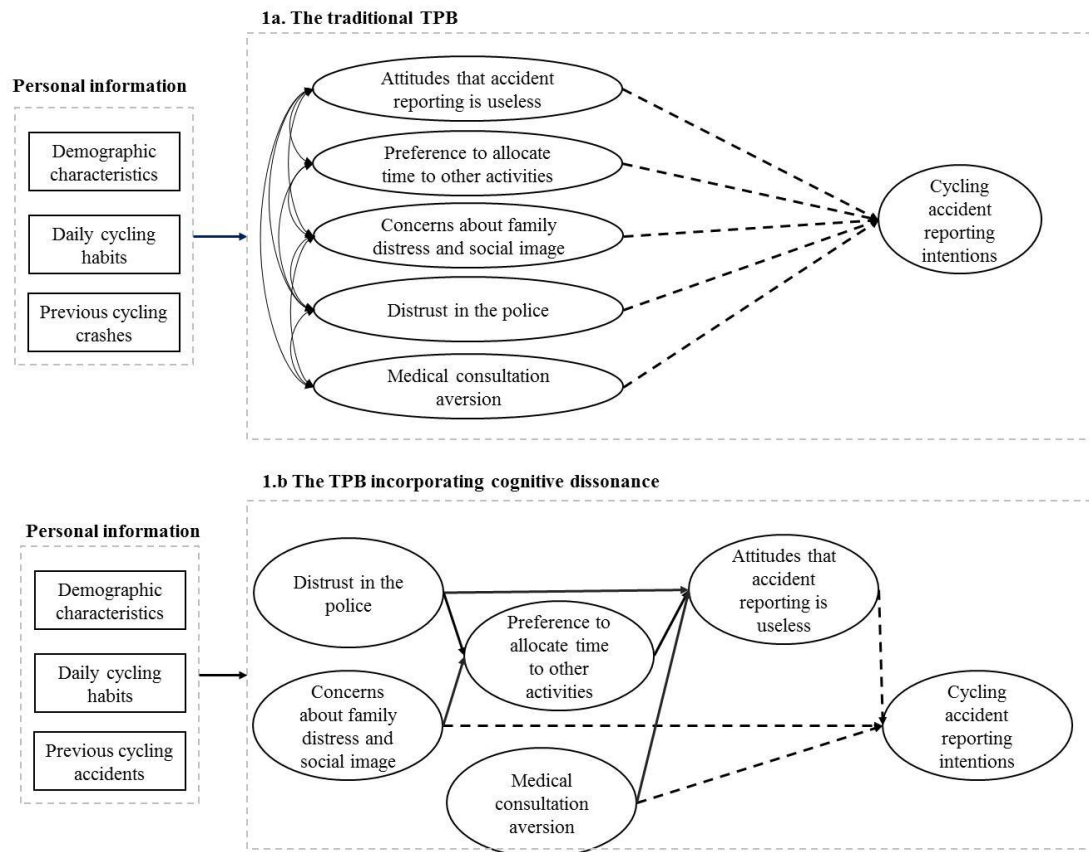 1a. The traditional TPB
Personal information
Demographic
characteristics
Daily cycling
habits
Previous cycling
crashes
Attitudes that accident
reporting is useless
Preference to allocate
time to other activities
Concerns about family
distress and social image
Distrust in the police
Medical consultation
aversion
Cycling
accident
reporting
intentions
1.b The TPB incorporating cognitive dissonance
Personal information
Demographic
characteristics
Daily cycling
habits
Previous cycling
accidents
Distrust in the
police
Concerns
about family
distress and
social image
Preference to
allocate time
to other
activities
Medical
consultation
aversion
Attitudes that
accident
reporting is
useless
Cycling
accident
reporting
intentions